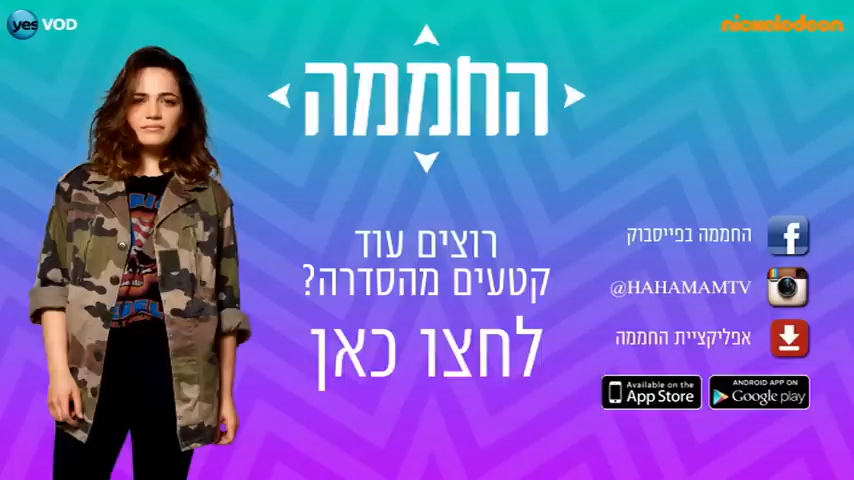 yes VOD
nickelodeon
החממה
רוצים עוד
קטעים מהסדרה?
לחצו כאן
החממה בפייסבוק
@HAHAMAMTV
אפליקציית החממה
Available on the
App Store
ANDROID APP ON
Google play